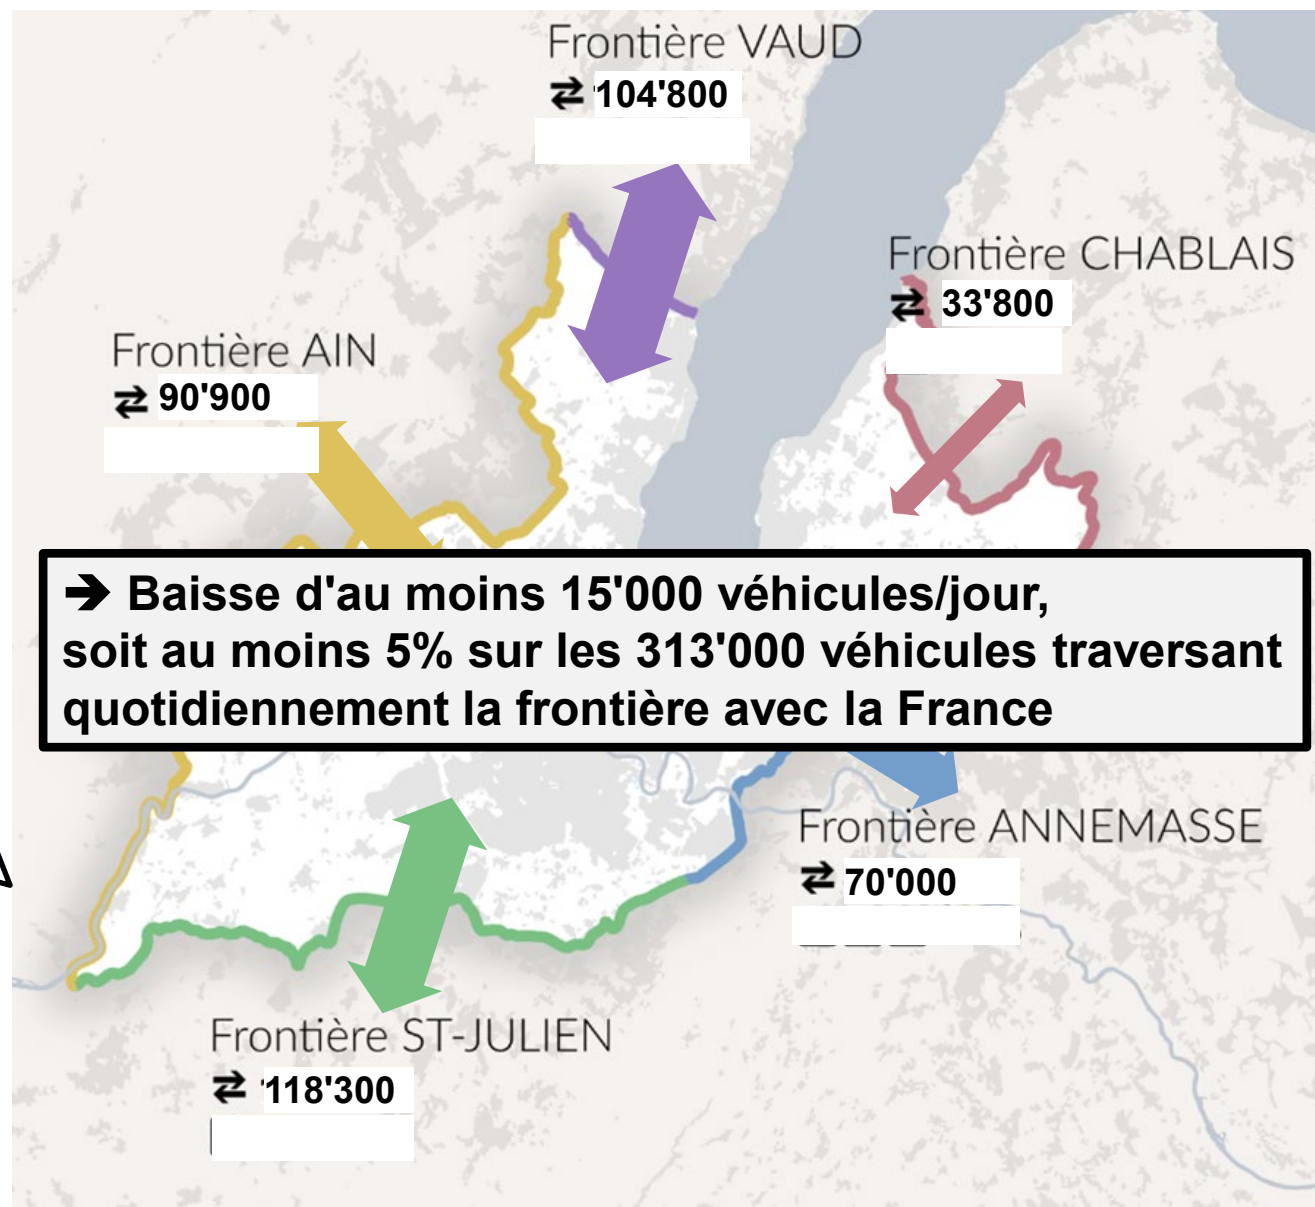 Frontière VAUD
⇄ 104'800
Frontière CHABLAIS
⇄ 33'800
Frontière AIN
⇄ 90'900
➔ Baisse d'au moins 15'000 véhicules/jour,
soit au moins 5% sur les 313'000 véhicules traversant
quotidiennement la frontière avec la France
Frontière ANNEMASSE
⇄ 70'000
Frontière ST-JULIEN
⇄ 118'300